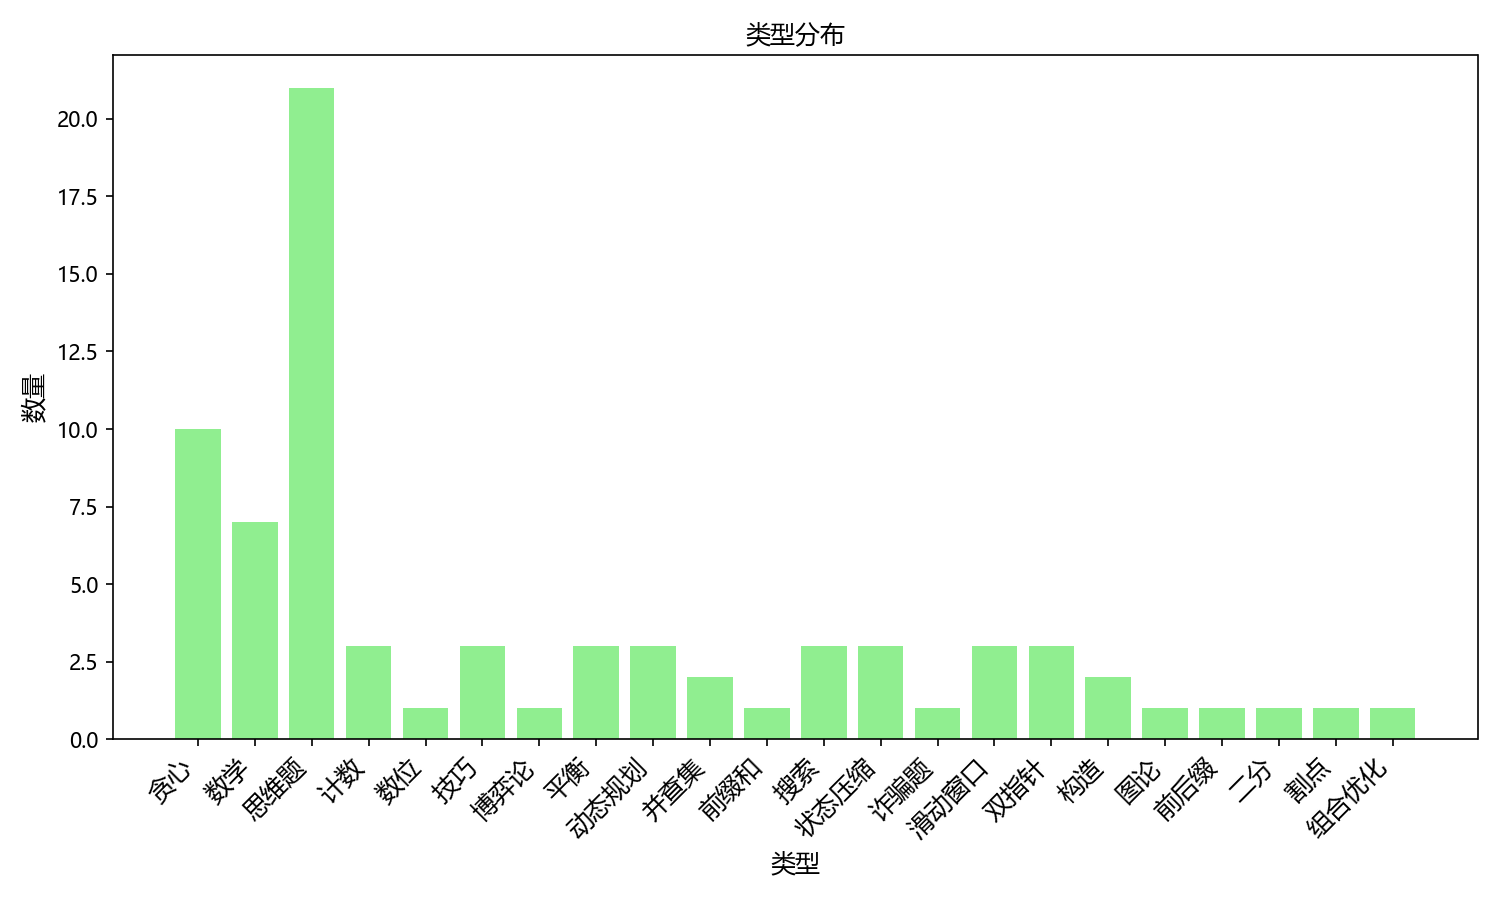 类型分布
数量
20.0
17.5
15.0
12.5
10.0
7.5
5.0
2.5
0.0
贪心
数学
思维题
计数
数位
技巧
博弈论
平衡
动态规划
并查集
前缀和
搜索
状态压缩
诈骗题
滑动窗口
双指针
构造
图论
前后缀
二分
割点
组合优化
类型